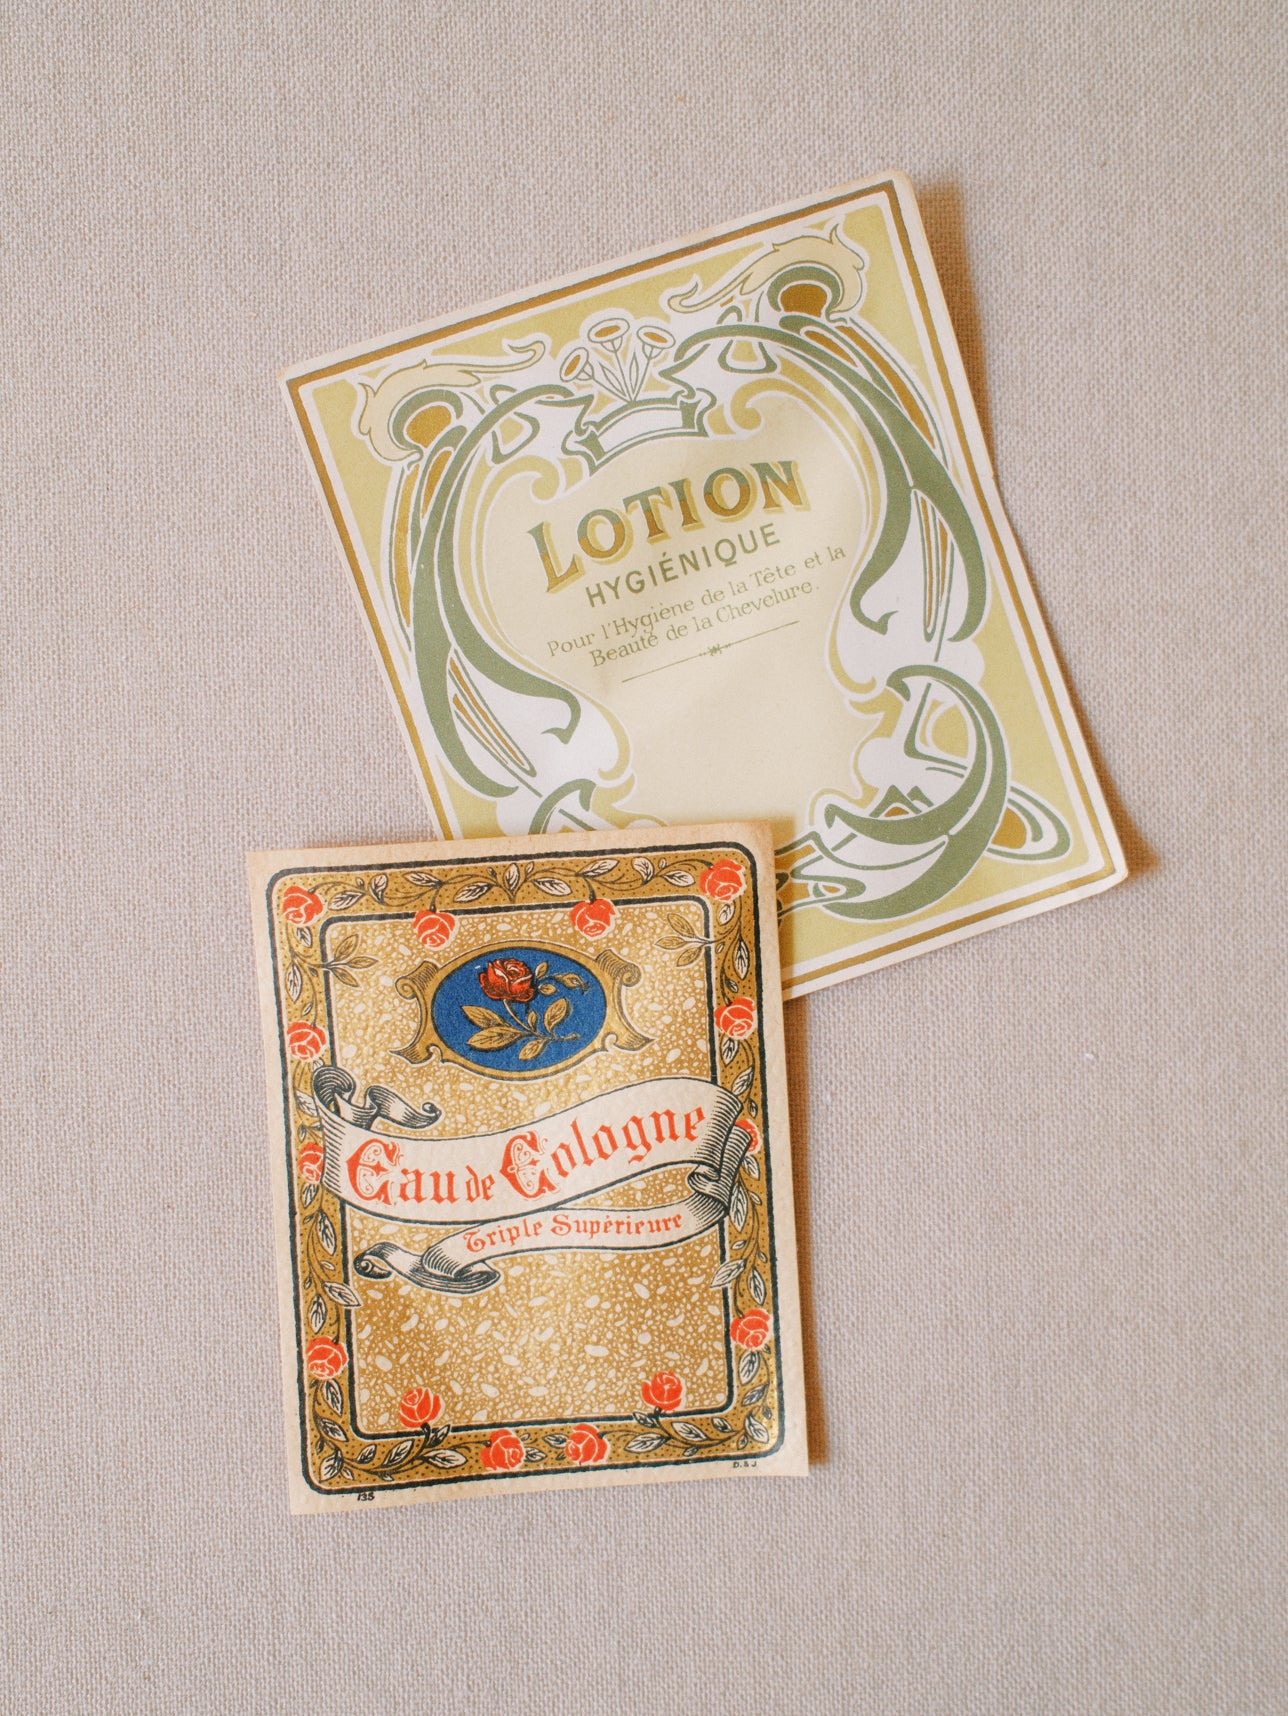 LOTION
HYGIÉNIQUE
Pour l'Hygiène de la Tête et la
Beauté de la Chevelure.
Eau de Cologne
Triple Supérieure
135
D. & J.